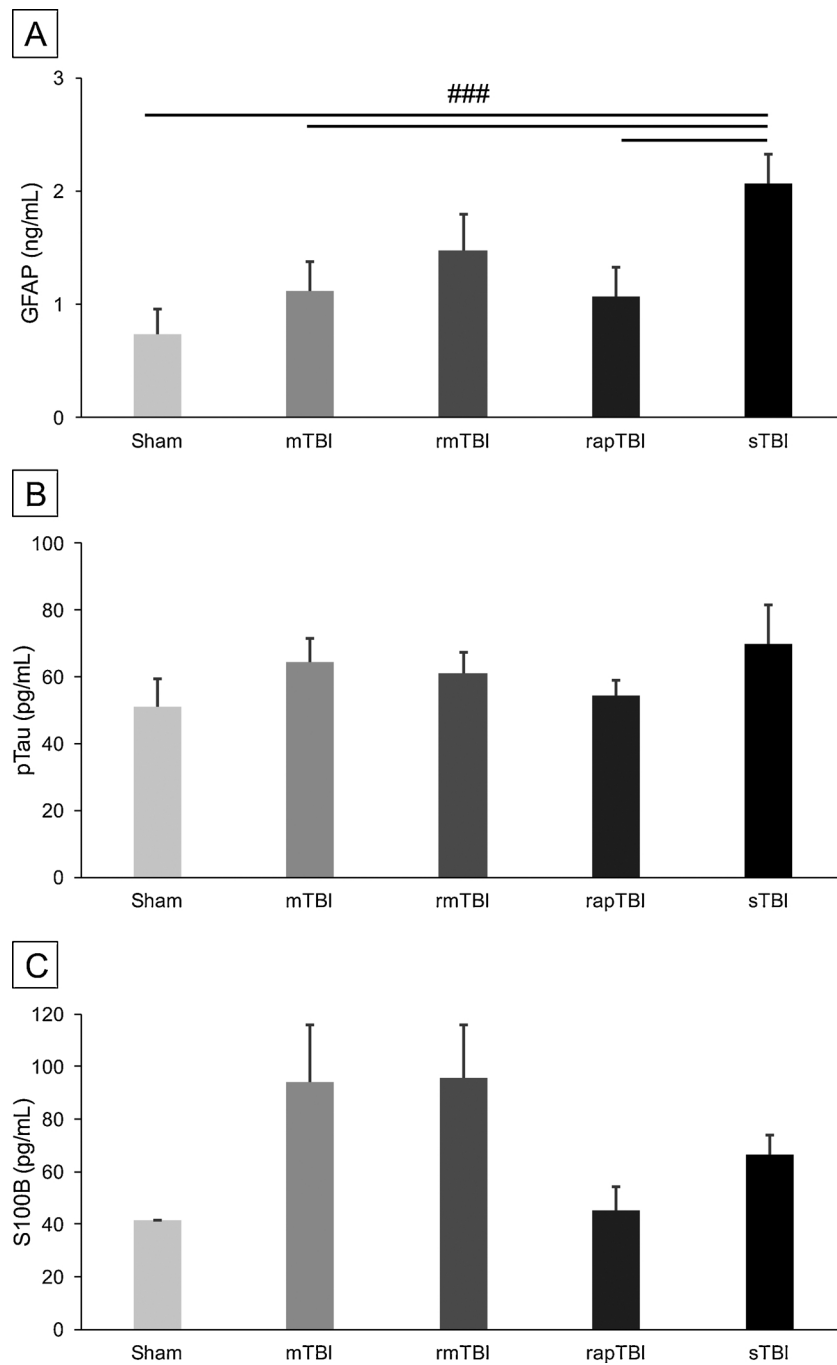 A
3
###
2
GFAP (ng/mL)
1
0
Sham mTBI rmTBI rapTBI sTBI
B
100
80
60
pTau (pg/mL)
40
20
0
Sham mTBI rmTBI rapTBI sTBI
C
120
100
80
S100B (pg/mL)
60
40
20
0
Sham mTBI rmTBI rapTBI sTBI